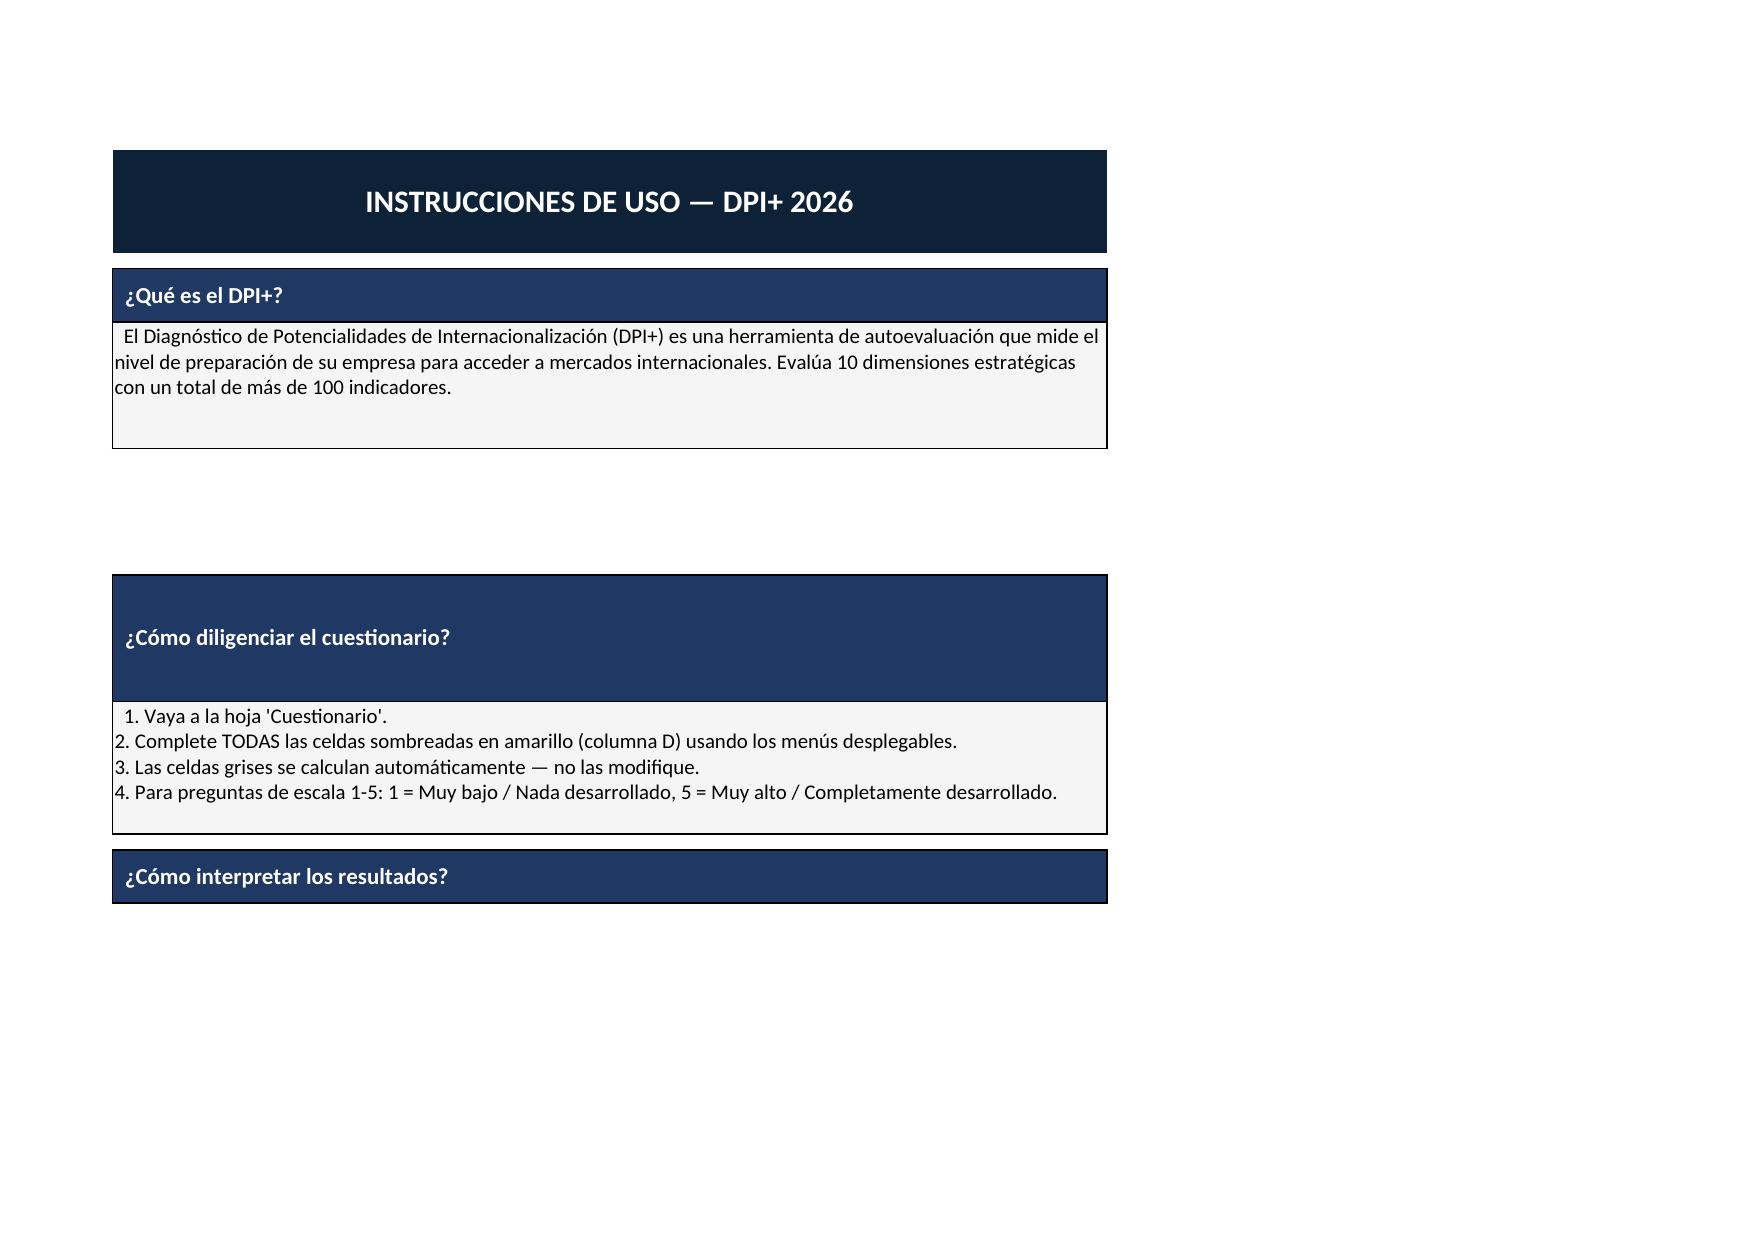 INSTRUCCIONES DE USO — DPI+ 2026
¿Qué es el DPI+?
El Diagnóstico de Potencialidades de Internacionalización (DPI+) es una herramienta de autoevaluación que mide el
nivel de preparación de su empresa para acceder a mercados internacionales. Evalúa 10 dimensiones estratégicas
con un total de más de 100 indicadores.
¿Cómo diligenciar el cuestionario?
1. Vaya a la hoja 'Cuestionario'.
2. Complete TODAS las celdas sombreadas en amarillo (columna D) usando los menús desplegables.
3. Las celdas grises se calculan automáticamente — no las modifique.
4. Para preguntas de escala 1-5: 1 = Muy bajo / Nada desarrollado, 5 = Muy alto / Completamente desarrollado.
¿Cómo interpretar los resultados?